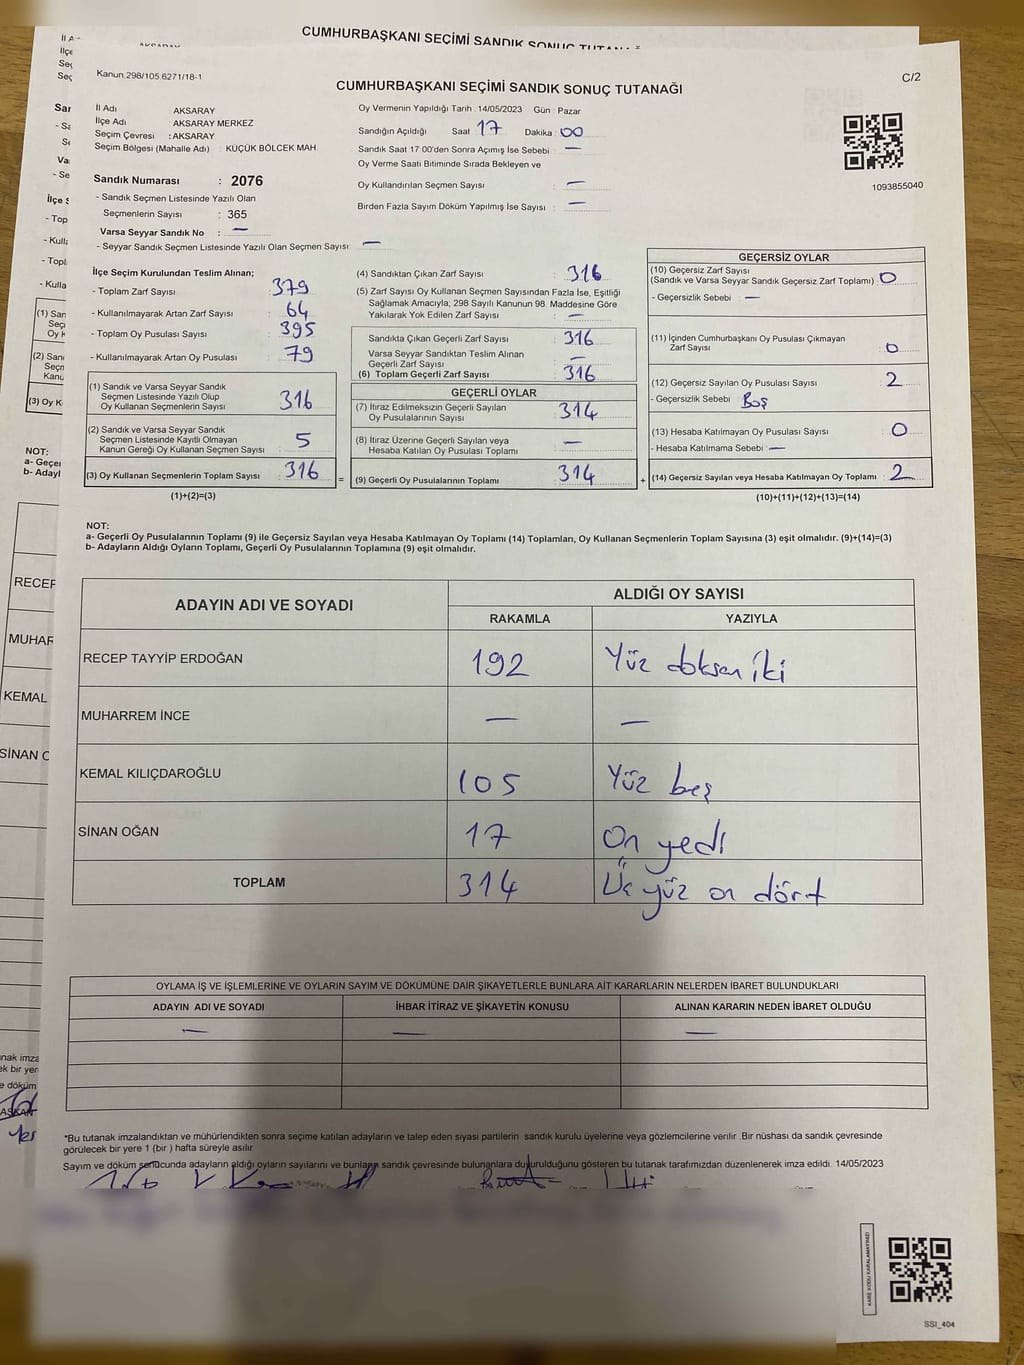 CUMHURBAŞKANI SEÇİMİ SANDIK SONUÇ
AKSARAY
Kanun 298/105 6271/18-1
CUMHURBAŞKANI SEÇİMİ SANDIK SONUÇ TUTANAĞI
C/2
İl Adı AKSARAY
İlçe Adı AKSARAY MERKEZ
Seçim Çevresi : AKSARAY
Seçim Bölgesi (Mahalle Adı) : KÜÇÜK BÖLCEK MAH.
Sandık Numarası : 2076
- Sandık Seçmen Listesinde Yazılı Olan
Seçmenlerin Sayısı : 365
Varsa Seyyar Sandık No : —
- Seyyar Sandık Seçmen Listesinde Yazılı Olan Seçmen Sayısı —
Oy Vermenin Yapıldığı Tarih : 14/05/2023 Gün : Pazar
Sandığın Açıldığı Saat 17 Dakika : 00
Sandık Saat 17 00'den Sonra Açımış İse Sebebi : —
Oy Verme Saati Bitiminde Sırada Bekleyen ve
Oy Kullandırılan Seçmen Sayısı : —
Birden Fazla Sayım Döküm Yapılmış İse Sayısı : —
1093855040
İlçe Seçim Kurulundan Teslim Alınan;
- Toplam Zarf Sayısı : 379
- Kullanılmayarak Artan Zarf Sayısı : 64
- Toplam Oy Pusulası Sayısı : 395
- Kullanılmayarak Artan Oy Pusulası : 79
(1) Sandık ve Varsa Seyyar Sandık
Seçmen Listesinde Yazılı Olup
Oy Kullanan Seçmenlerin Sayısı : 316
(2) Sandık ve Varsa Seyyar Sandık
Seçmen Listesinde Kayıtlı Olmayan
Kanun Gereği Oy Kullanan Seçmen Sayısı : 5
(3) Oy Kullanan Seçmenlerin Toplam Sayısı : 316
(1)+(2)=(3)
(4) Sandıktan Çıkan Zarf Sayısı : 316
(5) Zarf Sayısı Oy Kullanan Seçmen Sayısından Fazla İse, Eşitliği
Sağlamak Amacıyla, 298 Sayılı Kanunun 98. Maddesine Göre
Yakılarak Yok Edilen Zarf Sayısı : —
Sandıkta Çıkan Geçerli Zarf Sayısı : 316
Varsa Seyyar Sandıktan Teslim Alınan
Geçerli Zarf Sayısı : —
(6) Toplam Geçerli Zarf Sayısı : 316
GEÇERLİ OYLAR
(7) İtiraz Edilmeksizin Geçerli Sayılan
Oy Pusulalarının Sayısı : 314
(8) İtiraz Üzerine Geçerli Sayılan veya
Hesaba Katılan Oy Pusulası Toplamı : —
= (9) Geçerli Oy Pusulalarının Toplamı : 314 +
GEÇERSİZ OYLAR
(10) Geçersiz Zarf Sayısı
(Sandık ve Varsa Seyyar Sandık Geçersiz Zarf Toplamı) : 0
- Geçersizlik Sebebi : —
(11) İçinden Cumhurbaşkanı Oy Pusulası Çıkmayan
Zarf Sayısı : 0
(12) Geçersiz Sayılan Oy Pusulası Sayısı : 2
- Geçersizlik Sebebi : Boş
(13) Hesaba Katılmayan Oy Pusulası Sayısı : 0
- Hesaba Katılmama Sebebi : —
(14) Geçersiz Sayılan veya Hesaba Katılmayan Oy Toplamı : 2
(10)+(11)+(12)+(13)=(14)
NOT:
a- Geçerli Oy Pusulalarının Toplamı (9) ile Geçersiz Sayılan veya Hesaba Katılmayan Oy Toplamı (14) Toplamları, Oy Kullanan Seçmenlerin Toplam Sayısına (3) eşit olmalıdır. (9)+(14)=(3)
b- Adayların Aldığı Oyların Toplamı, Geçerli Oy Pusulalarının Toplamına (9) eşit olmalıdır.
ADAYIN ADI VE SOYADI ALDIĞI OY SAYISI
RAKAMLA YAZIYLA
RECEP TAYYİP ERDOĞAN 192 Yüz doksan iki
MUHARREM İNCE — —
KEMAL KILIÇDAROĞLU 105 Yüz beş
SİNAN OĞAN 17 On yedi
TOPLAM 314 Üç yüz on dört
OYLAMA İŞ VE İŞLEMLERİNE VE OYLARIN SAYIM VE DÖKÜMÜNE DAİR ŞİKAYETLERLE BUNLARA AİT KARARLARIN NELERDEN İBARET BULUNDUKLARI
ADAYIN ADI VE SOYADI İHBAR İTİRAZ VE ŞİKAYETİN KONUSU ALINAN KARARIN NEDEN İBARET OLDUĞU
— — —
*Bu tutanak imzalandıktan ve mühürlendikten sonra seçime katılan adayların ve talep eden siyasi partilerin sandık kurulu üyelerine veya gözlemcilerine verilir. Bir nüshası da sandık çevresinde
görülecek bir yere 1 (bir ) hafta süreyle asılır.
Sayım ve döküm sonucunda adayların aldığı oyların sayılarını ve bunların sandık çevresinde bulunanlara duyurulduğunu gösteren bu tutanak tarafımızdan düzenlenerek imza edildi. 14/05/2023
KARE KODU KARALAMAYINIZ!
SSI_404